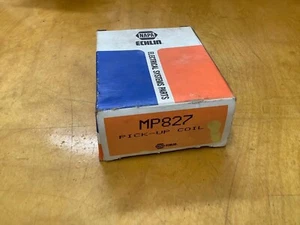 NAPA
ECHLIN
ELECTRICAL SYSTEMS PARTS
MP827
PICK-UP COIL